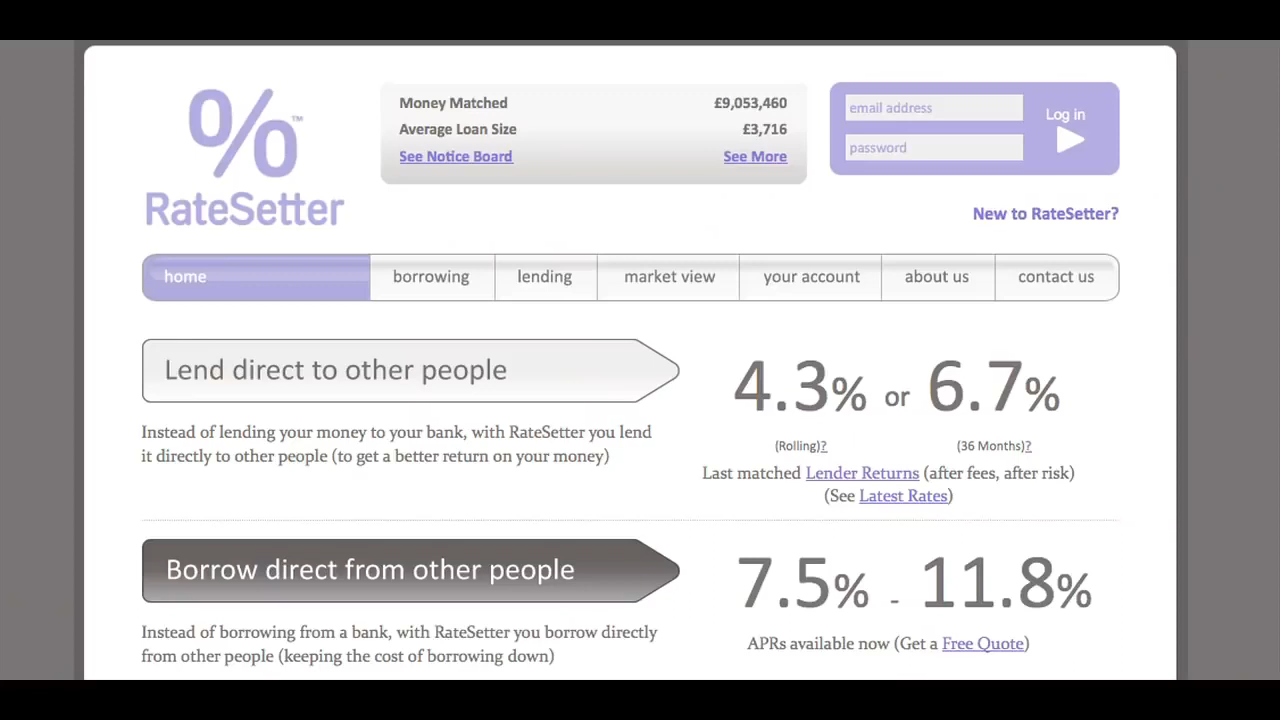 %™
RateSetter
Money Matched £9,053,460
Average Loan Size £3,716
See Notice Board See More
email address
password
Log in
New to RateSetter?
home borrowing lending market view your account about us contact us
Lend direct to other people
Instead of lending your money to your bank, with RateSetter you lend
it directly to other people (to get a better return on your money)
4.3% or 6.7%
(Rolling)? (36 Months)?
Last matched Lender Returns (after fees, after risk)
(See Latest Rates)
Borrow direct from other people
Instead of borrowing from a bank, with RateSetter you borrow directly
from other people (keeping the cost of borrowing down)
7.5% - 11.8%
APRs available now (Get a Free Quote)